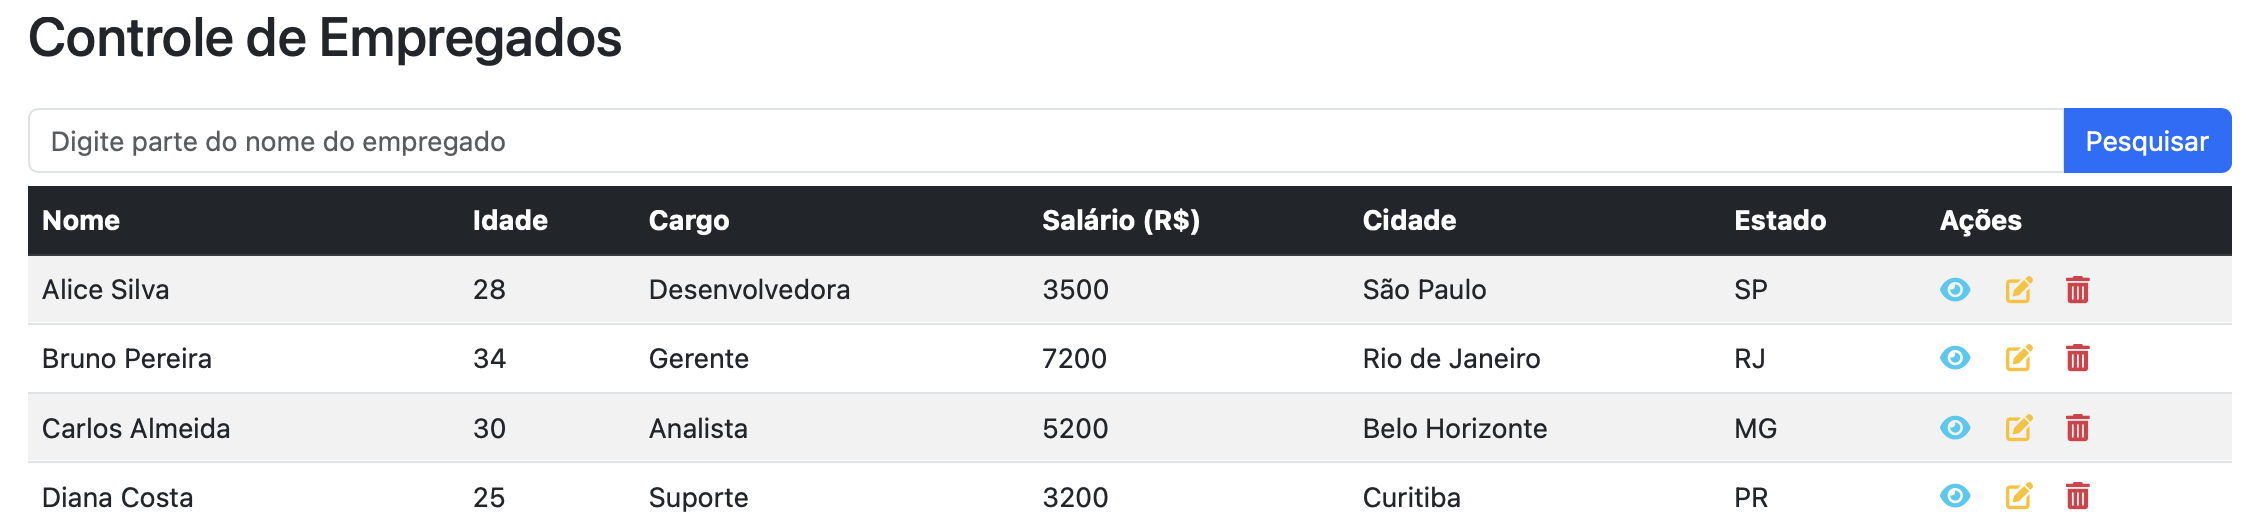 Controle de Empregados
Digite parte do nome do empregado Pesquisar
Nome Idade Cargo Salário (R$) Cidade Estado Ações
Alice Silva 28 Desenvolvedora 3500 São Paulo SP
Bruno Pereira 34 Gerente 7200 Rio de Janeiro RJ
Carlos Almeida 30 Analista 5200 Belo Horizonte MG
Diana Costa 25 Suporte 3200 Curitiba PR